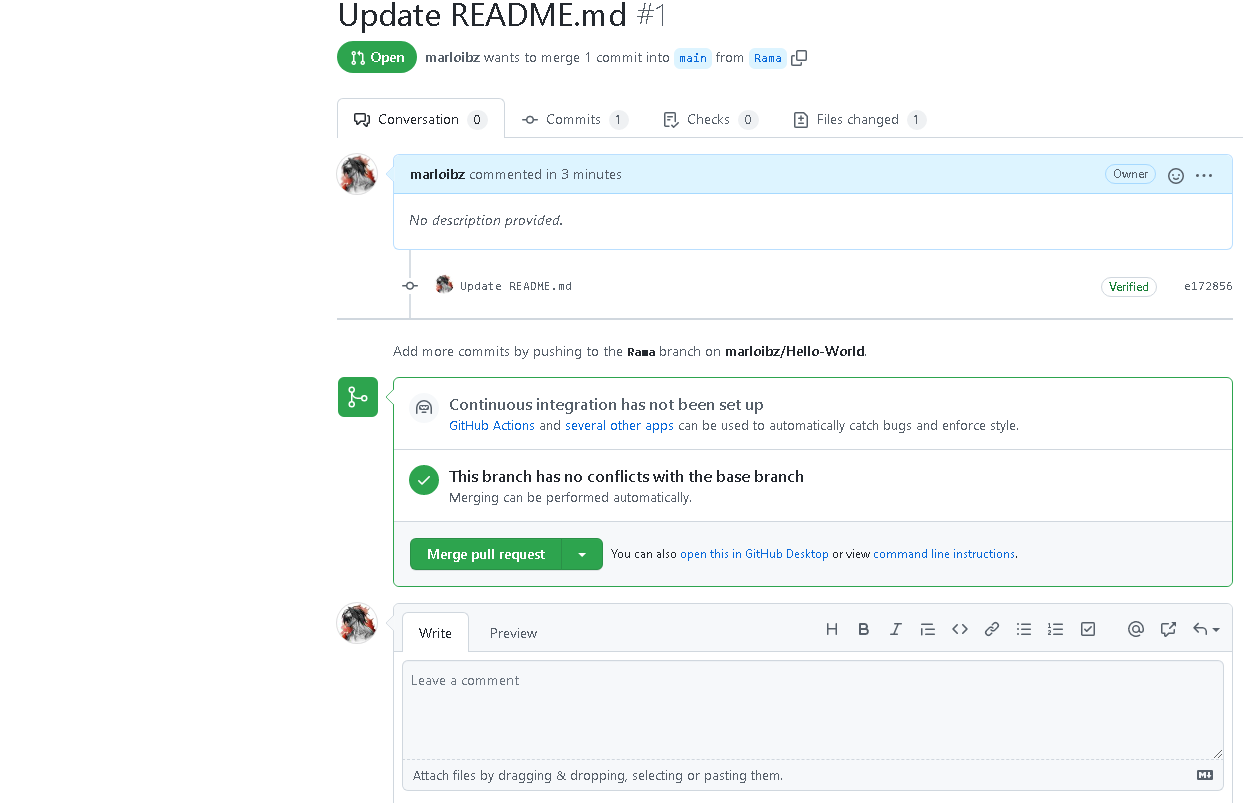 Update README.md #1
Open marloibz wants to merge 1 commit into main from Rama
Conversation 0 Commits 1 Checks 0 Files changed 1
marloibz commented in 3 minutes Owner
No description provided.
Update README.md Verified e172856
Add more commits by pushing to the Rama branch on marloibz/Hello-World.
Continuous integration has not been set up
GitHub Actions and several other apps can be used to automatically catch bugs and enforce style.
This branch has no conflicts with the base branch
Merging can be performed automatically.
Merge pull request You can also open this in GitHub Desktop or view command line instructions.
Write Preview
Leave a comment
Attach files by dragging & dropping, selecting or pasting them.